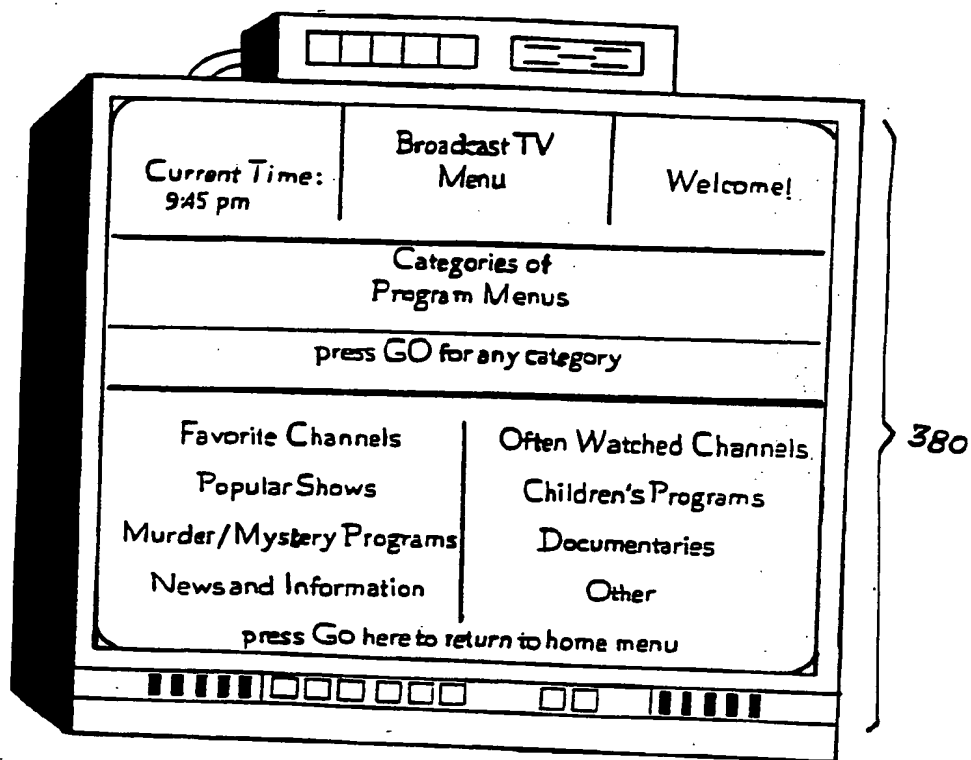 Broadcast TV
Menu
Current Time:
9:45 pm
Welcome!
Categories of
Program Menus
press GO for any category
Favorite Channels
Often Watched Channels
Popular Shows
Children's Programs
Murder/Mystery Programs
Documentaries
News and Information
Other
press Go here to return to home menu
380